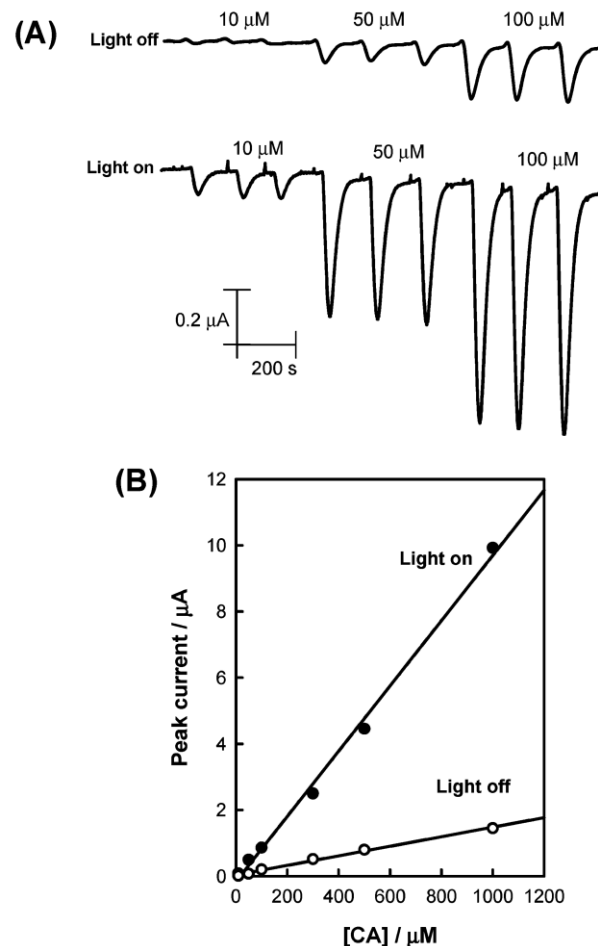 (A)
10 μM 50 μM 100 μM
Light off
10 μM 50 μM 100 μM
Light on
0.2 μA
200 s
(B)
12
10
8
6
4
2
0
Peak current / μA
Light on
Light off
0 200 400 600 800 1000 1200
[CA] / μM